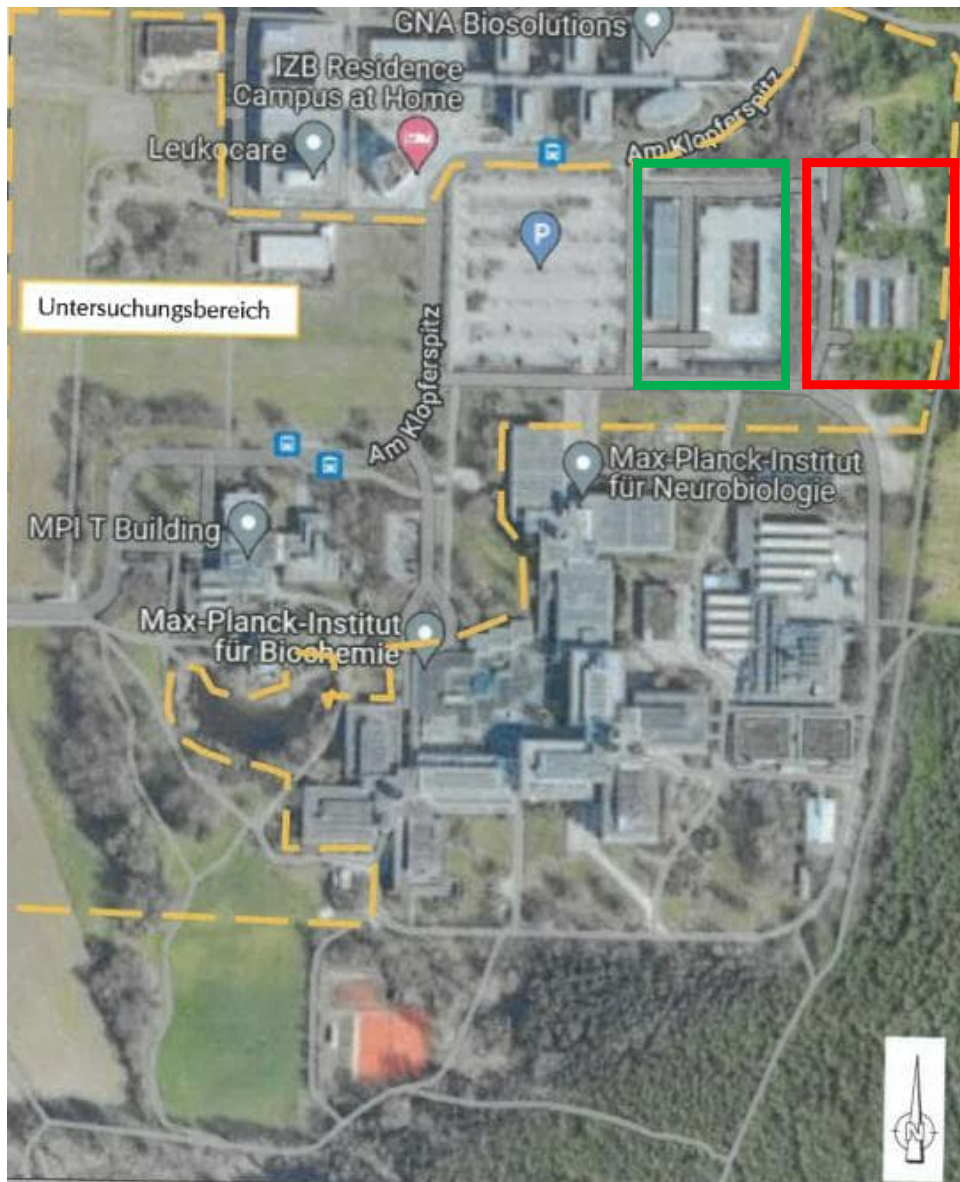 GNA Biosolutions
IZB Residence
Campus at Home
Leukocare
Am Klopferspitz
P
Untersuchungsbereich
Am Klopferspitz
Max-Planck-Institut
für Neurobiologie
MPI T Building
Max-Planck-Institut
für Biochemie
N